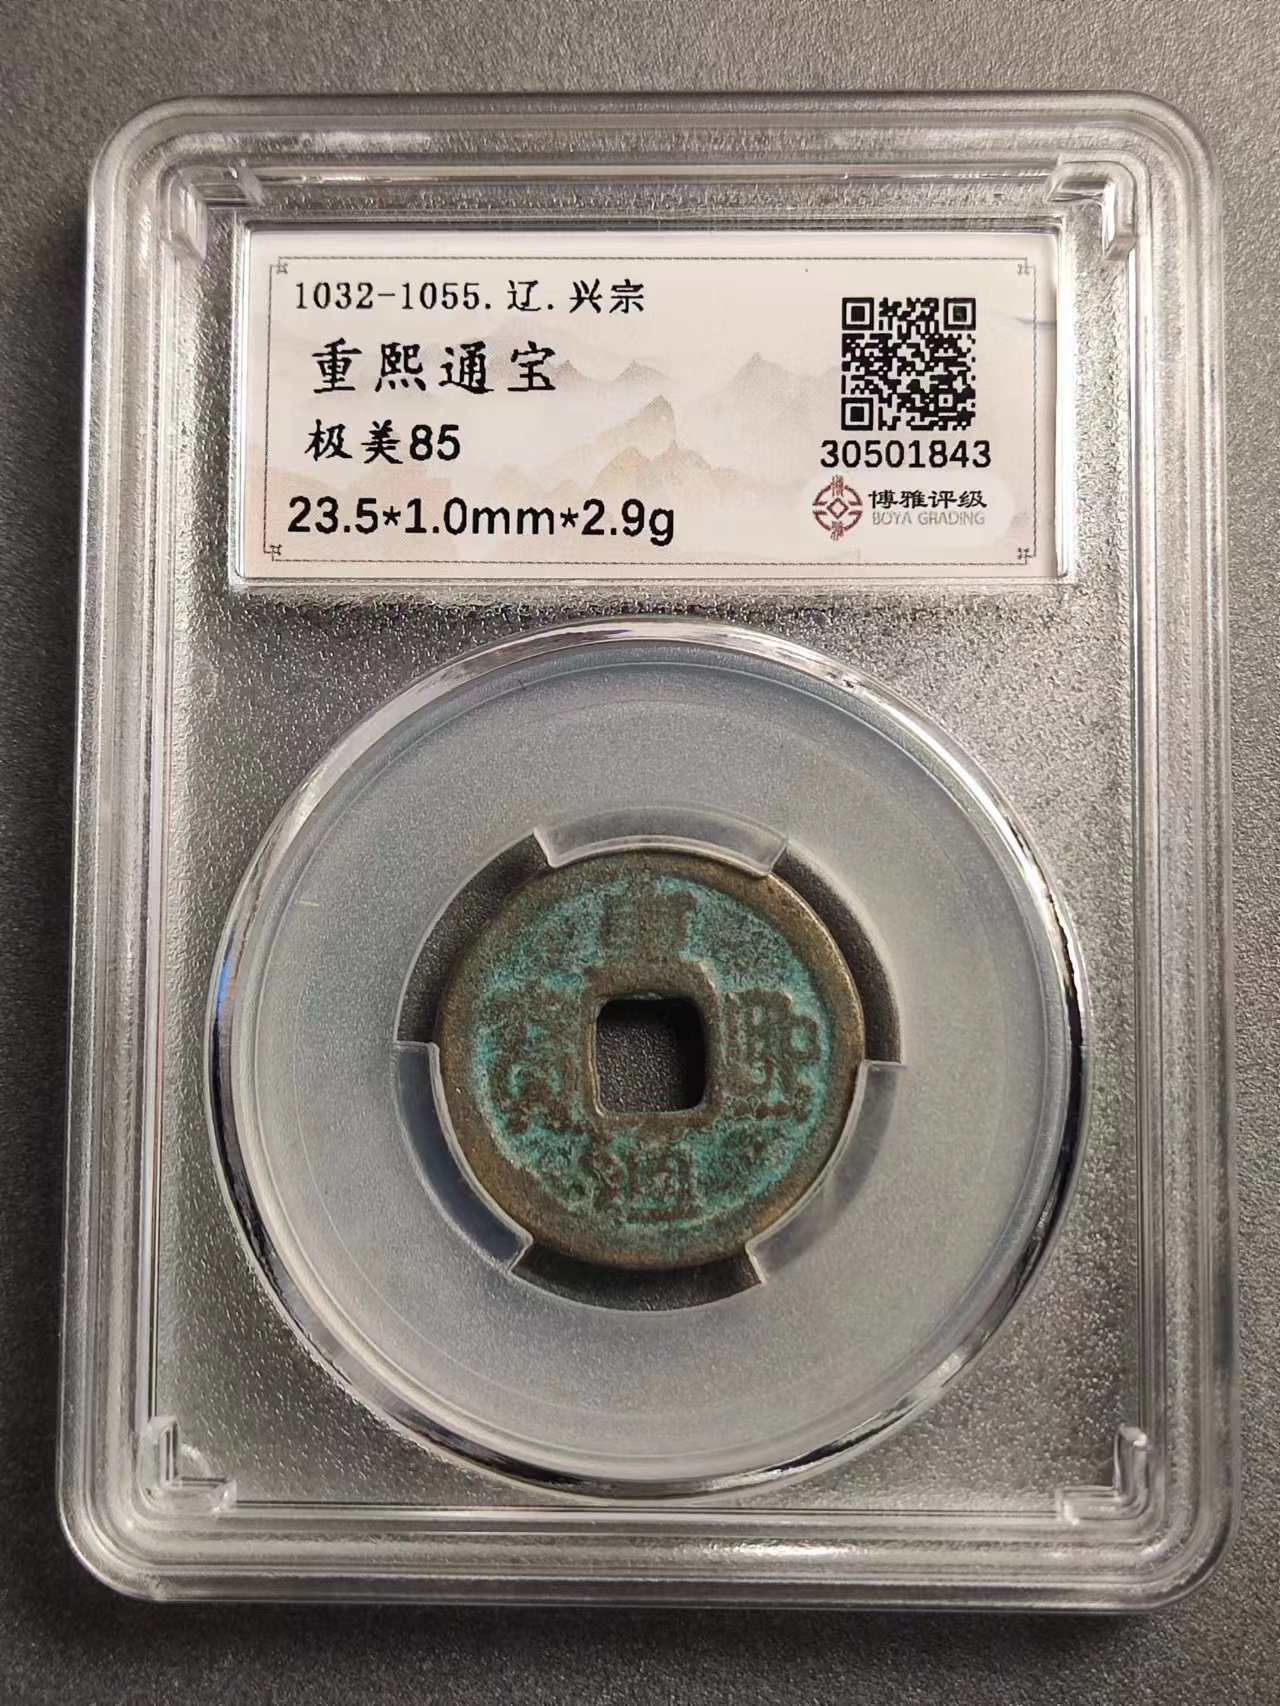 1032-1055.辽.兴宗
重熙通宝
极美85
23.5*1.0mm*2.9g
30501843
博雅评级
BOYA GRADING
重熙通寳